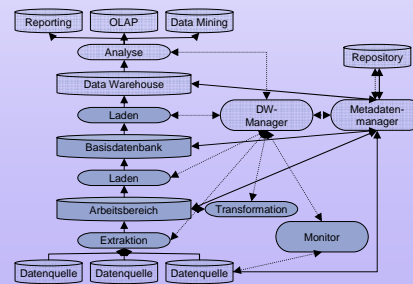 Reporting
OLAP
Data Mining
Analyse
Repository
Data Warehouse
Laden
DW-
Manager
Metadaten-
manager
Basisdatenbank
Laden
Arbeitsbereich
Transformation
Extraktion
Monitor
Datenquelle
Datenquelle
Datenquelle